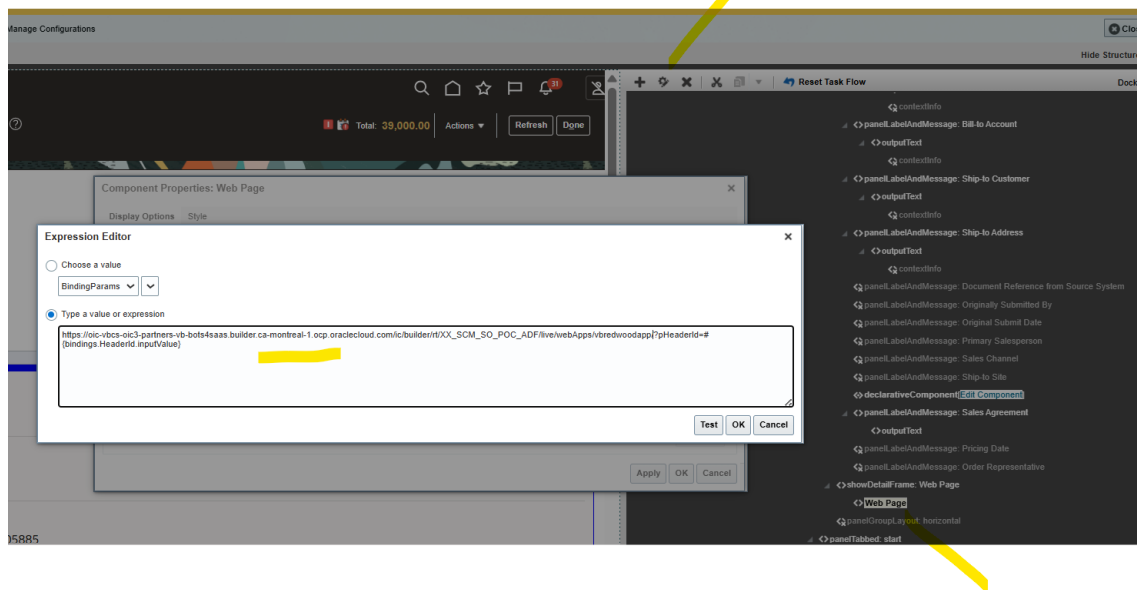 Manage Configurations
Hide Structure
31
Total: 39,000.00 Actions Refresh Done
Reset Task Flow
Dock
contextInfo
panelLabelAndMessage: Bill-to Account
outputText
contextInfo
panelLabelAndMessage: Ship-to Customer
outputText
contextInfo
panelLabelAndMessage: Ship-to Address
outputText
contextInfo
panelLabelAndMessage: Document Reference from Source System
panelLabelAndMessage: Originally Submitted By
panelLabelAndMessage: Original Submit Date
panelLabelAndMessage: Primary Salesperson
panelLabelAndMessage: Sales Channel
panelLabelAndMessage: Ship-to Site
declarativeComponent[Edit Component]
panelLabelAndMessage: Sales Agreement
outputText
panelLabelAndMessage: Pricing Date
panelLabelAndMessage: Order Representative
showDetailFrame: Web Page
Web Page
panelGroupLayout: horizontal
panelTabbed: start
Component Properties: Web Page
Display Options Style
Expression Editor
Choose a value
BindingParams
Type a value or expression
https://oic-vbcs-oic3-partners-vb-bots4saas.builder.ca-montreal-1.ocp.oraclecloud.com/ic/builder/rt/XX_SCM_SO_POC_ADF/live/webApps/vbredwoodapp/?pHeaderId=#
{bindings.HeaderId.inputValue}
Test OK Cancel
Apply OK Cancel
05885